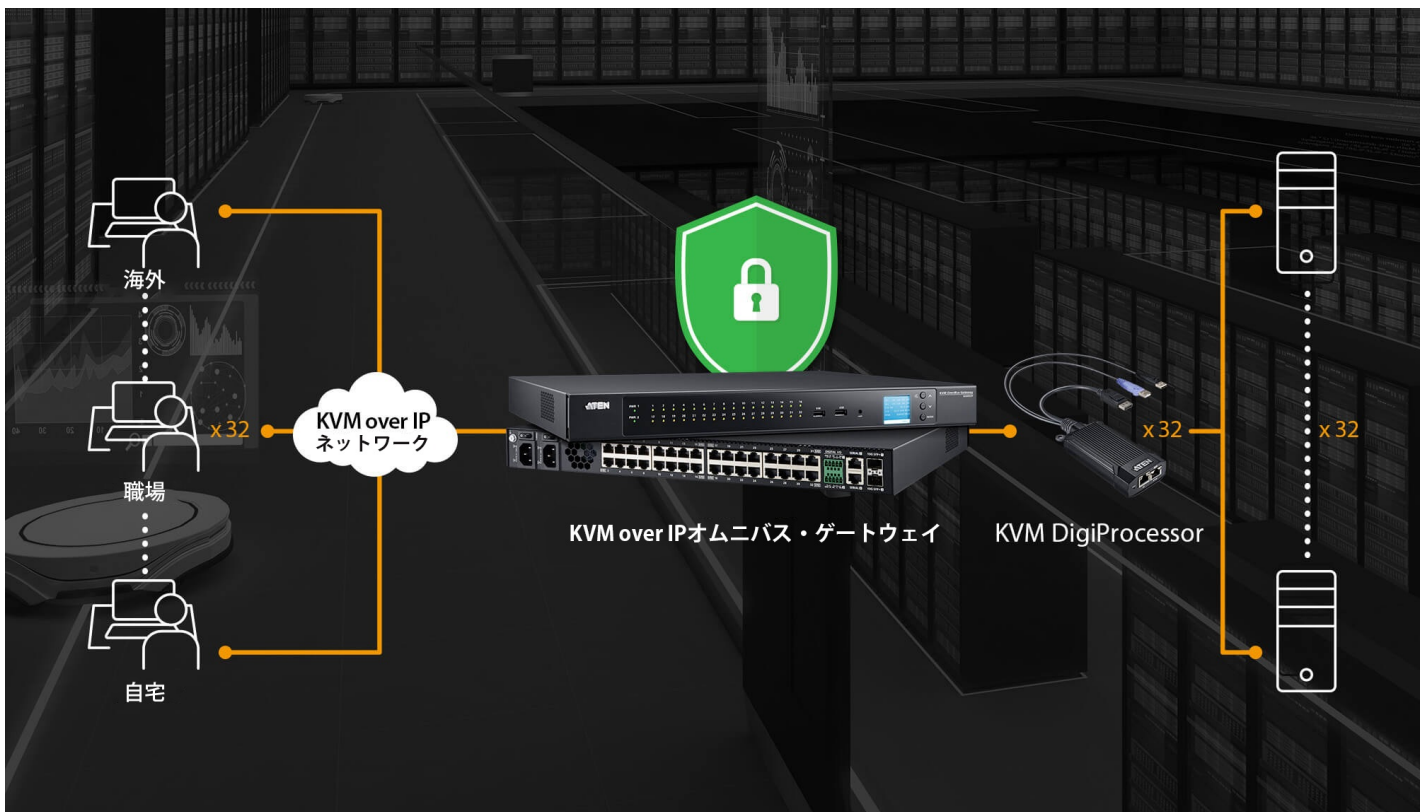 海外
職場
自宅
x 32
KVM over IP
ネットワーク
ATEN
KVM over IPオムニバス・ゲートウェイ
ATEN
KVM DigiProcessor
x 32
x 32